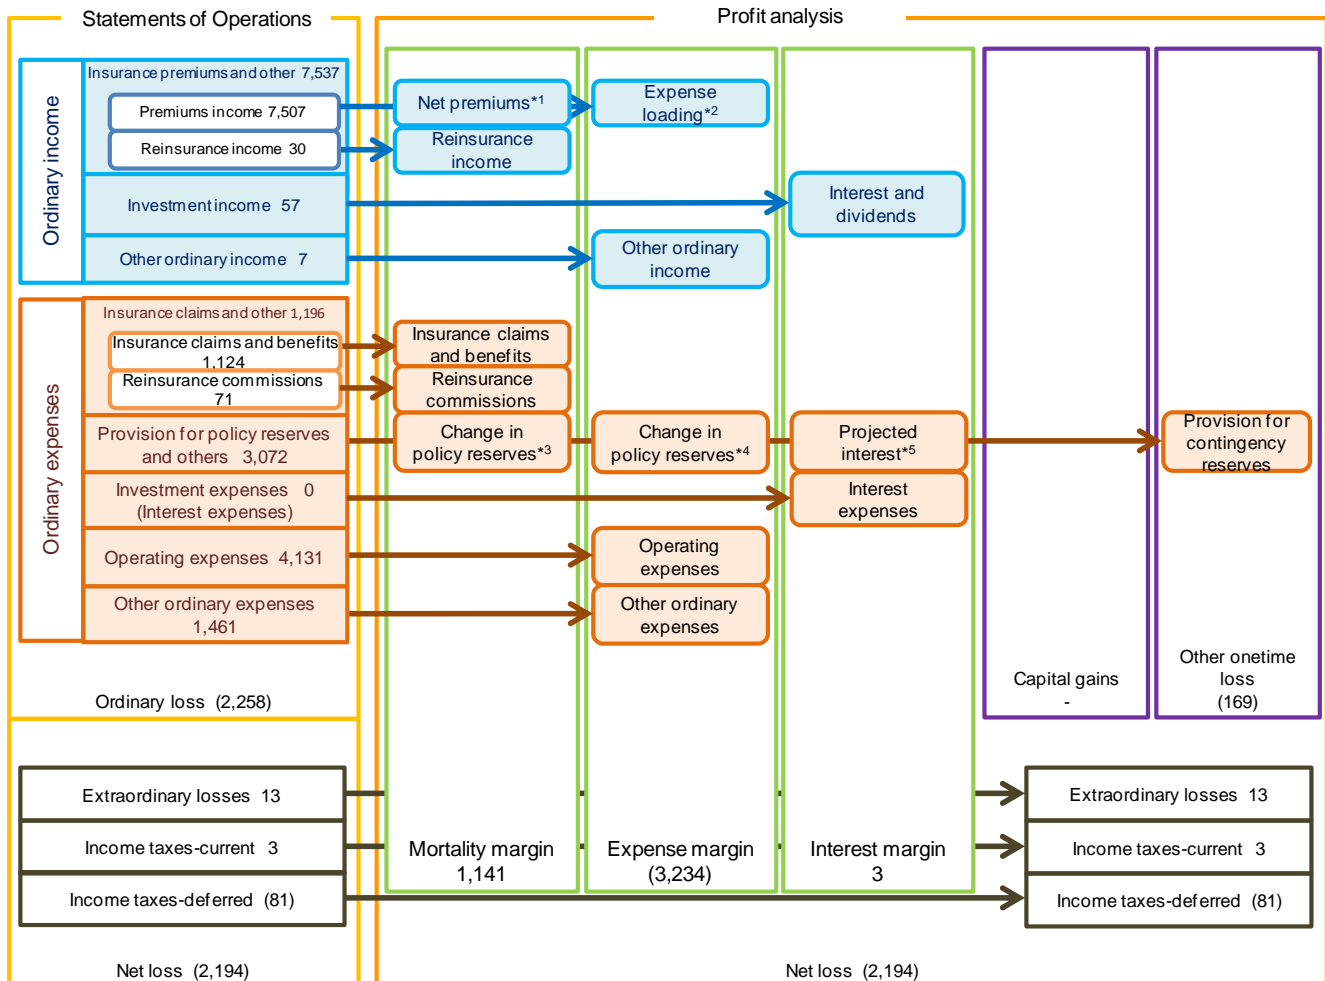 Statements of Operations
Profit analysis
Ordinary income
Insurance premiums and other 7,537
Premiums income 7,507
Reinsurance income 30
Investment income 57
Other ordinary income 7
Net premiums*1
Expense
loading*2
Reinsurance
income
Interest and
dividends
Other ordinary
income
Ordinary expenses
Insurance claims and other 1,196
Insurance claims and benefits
1,124
Reinsurance commissions
71
Provision for policy reserves
and others 3,072
Investment expenses 0
(Interest expenses)
Operating expenses 4,131
Other ordinary expenses
1,461
Insurance claims
and benefits
Reinsurance
commissions
Change in
policy reserves*3
Change in
policy reserves*4
Projected
interest*5
Provision for
contingency
reserves
Interest
expenses
Operating
expenses
Other ordinary
expenses
Ordinary loss (2,258)
Capital gains
-
Other onetime
loss
(169)
Extraordinary losses 13
Income taxes-current 3
Income taxes-deferred (81)
Mortality margin
1,141
Expense margin
(3,234)
Interest margin
3
Extraordinary losses 13
Income taxes-current 3
Income taxes-deferred (81)
Net loss (2,194)
Net loss (2,194)